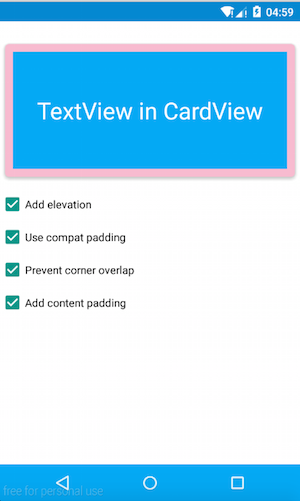 04:59
TextView in CardView
Add elevation
Use compat padding
Prevent corner overlap
Add content padding
free for personal use